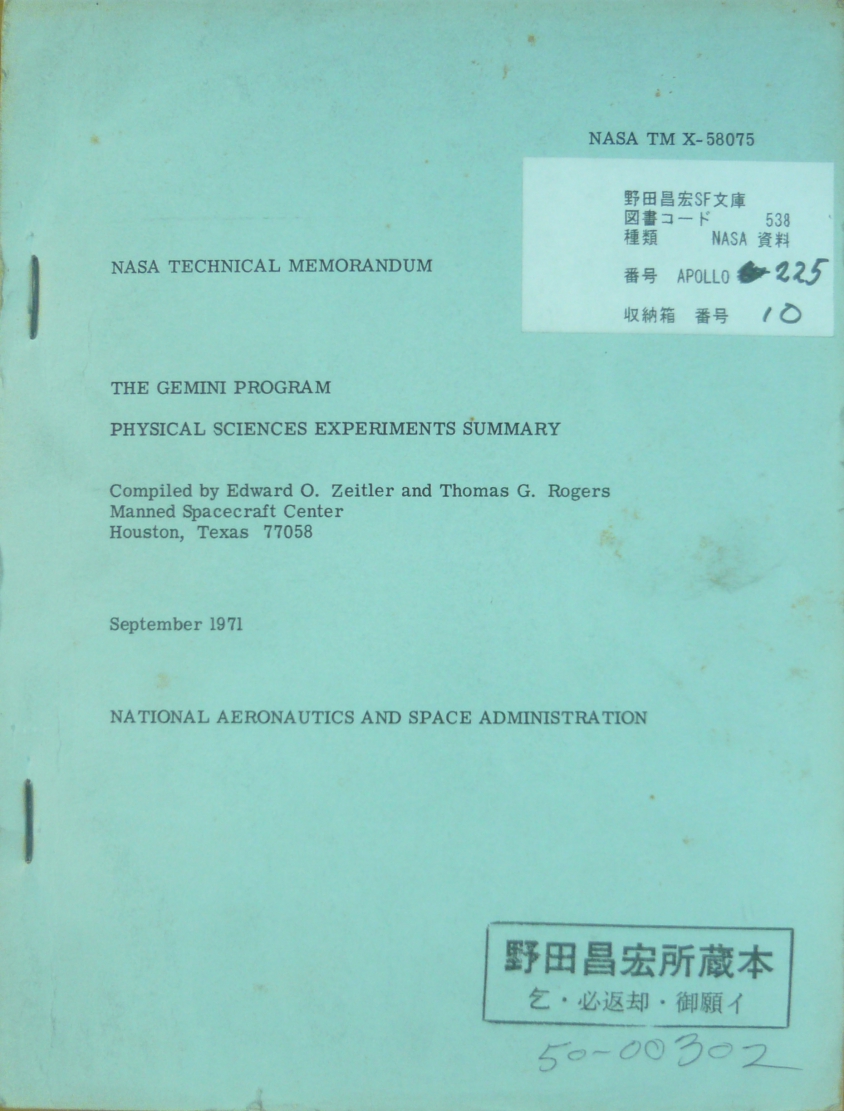 NASA TM X-58075
野田昌宏SF文庫
図書コード 538
種類 NASA 資料
番号 APOLLO 225
収納箱 番号 10
NASA TECHNICAL MEMORANDUM
THE GEMINI PROGRAM
PHYSICAL SCIENCES EXPERIMENTS SUMMARY
Compiled by Edward O. Zeitler and Thomas G. Rogers
Manned Spacecraft Center
Houston, Texas 77058
September 1971
NATIONAL AERONAUTICS AND SPACE ADMINISTRATION
野田昌宏所蔵本
乞・必返却・御願イ
50-00302